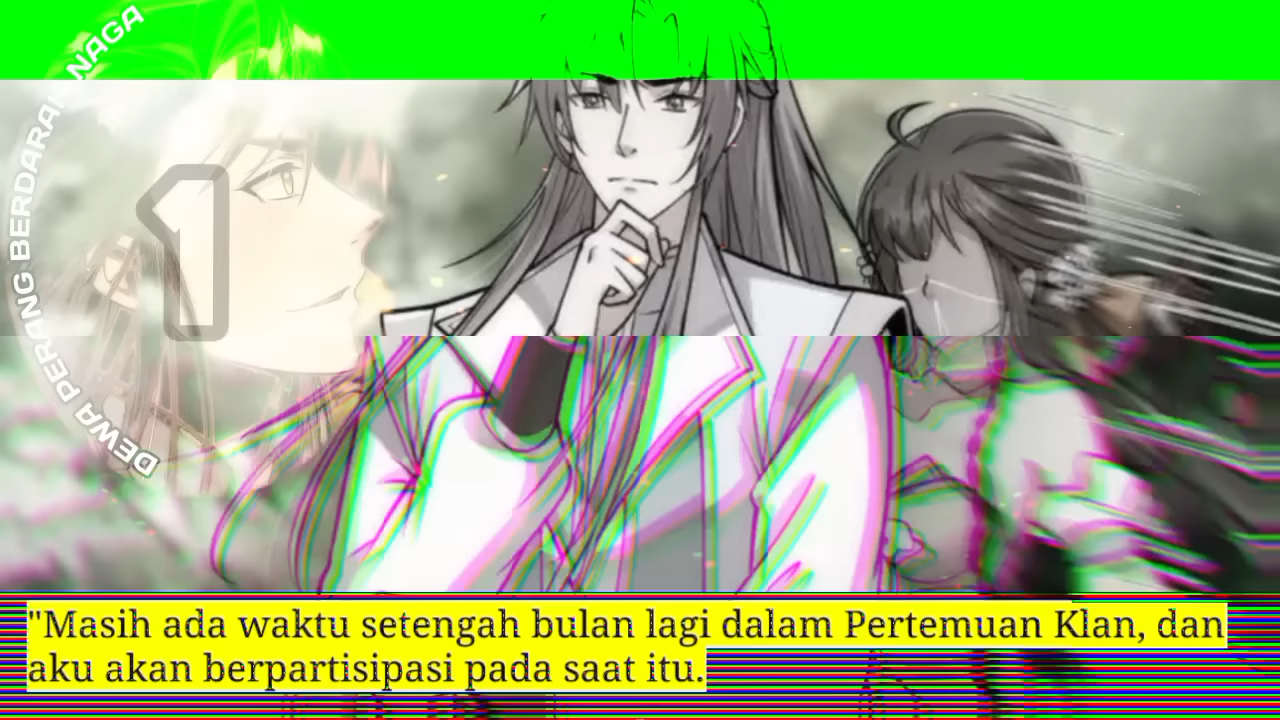 DEWA PERANG BERDARAH NAGA
1
"Masih ada waktu setengah bulan lagi dalam Pertemuan Klan, dan
aku akan berpartisipasi pada saat itu.